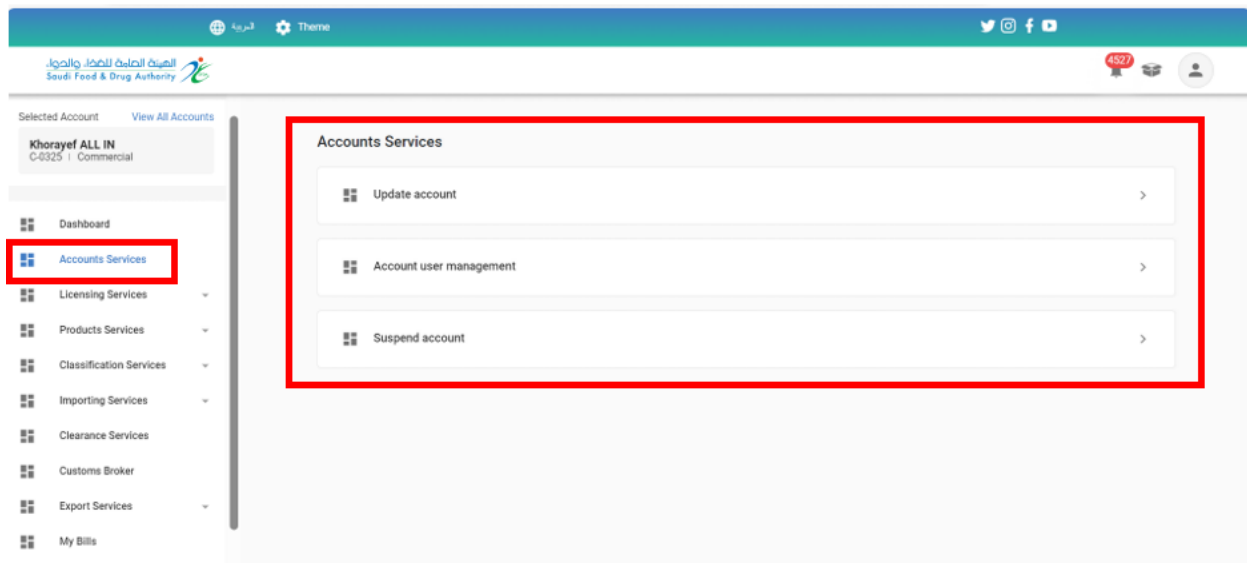 العربية
Theme
الهيئة العامة للغذاء والدواء
Saudi Food & Drug Authority
4527
Selected Account View All Accounts
Khorayef ALL IN
C-0325 | Commercial
Dashboard
Accounts Services
Licensing Services
Products Services
Classification Services
Importing Services
Clearance Services
Customs Broker
Export Services
My Bills
Accounts Services
Update account
Account user management
Suspend account